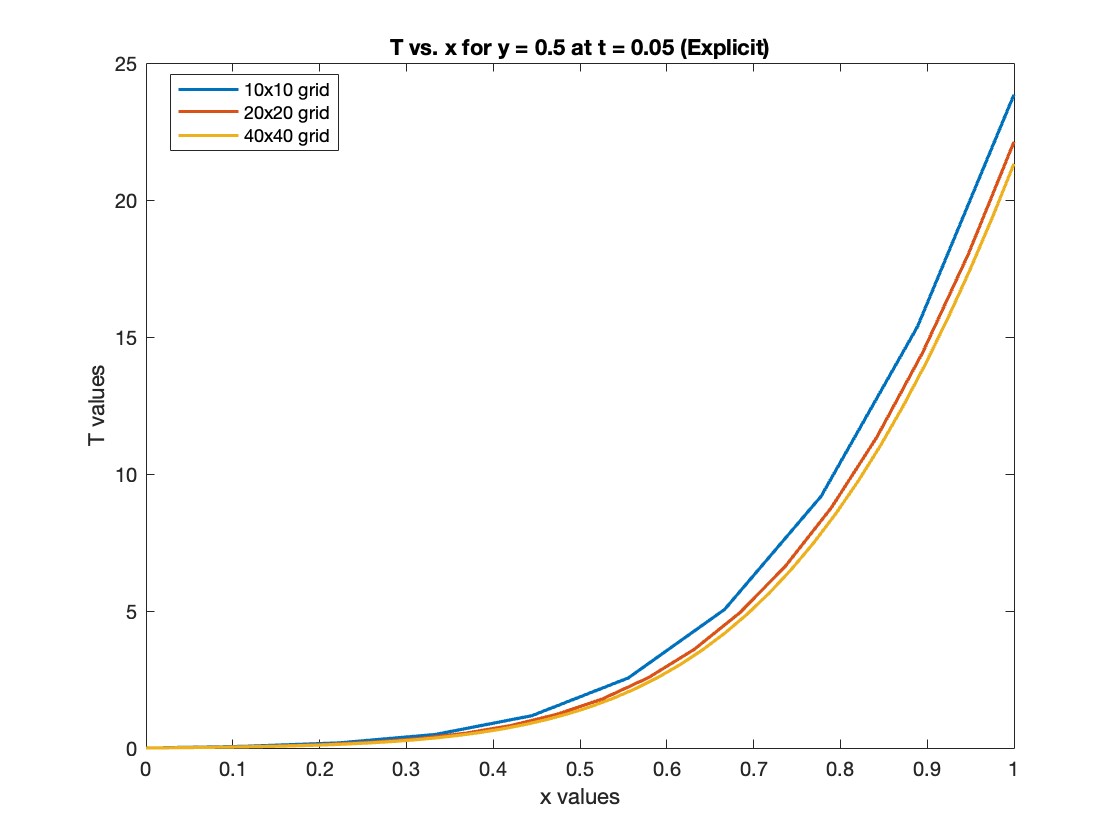 T vs. x for y = 0.5 at t = 0.05 (Explicit)
25
10x10 grid
20x20 grid
40x40 grid
20
15
T values
10
5
0
0 0.1 0.2 0.3 0.4 0.5 0.6 0.7 0.8 0.9 1
x values